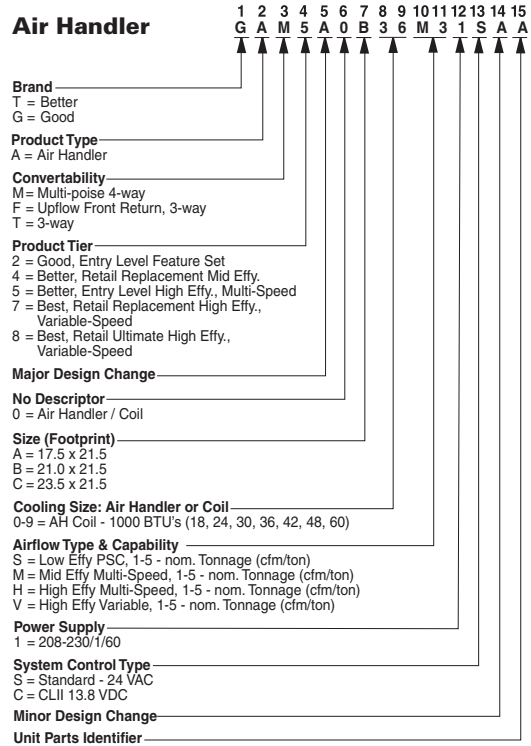 Air Handler
1 2 3 4 5 6 7 8 9 10 11 12 13 14 15
G A M 5 A 0 B 3 6 M 3 1 S A A
Brand
T = Better
G = Good
Product Type
A = Air Handler
Convertability
M = Multi-poise 4-way
F = Upflow Front Return, 3-way
T = 3-way
Product Tier
2 = Good, Entry Level Feature Set
4 = Better, Retail Replacement Mid Effy.
5 = Better, Entry Level High Effy., Multi-Speed
7 = Best, Retail Replacement High Effy.,
Variable-Speed
8 = Best, Retail Ultimate High Effy.,
Variable-Speed
Major Design Change
No Descriptor
0 = Air Handler / Coil
Size (Footprint)
A = 17.5 x 21.5
B = 21.0 x 21.5
C = 23.5 x 21.5
Cooling Size: Air Handler or Coil
0-9 = AH Coil - 1000 BTU's (18, 24, 30, 36, 42, 48, 60)
Airflow Type & Capability
S = Low Effy PSC, 1-5 - nom. Tonnage (cfm/ton)
M = Mid Effy Multi-Speed, 1-5 - nom. Tonnage (cfm/ton)
H = High Effy Multi-Speed, 1-5 - nom. Tonnage (cfm/ton)
V = High Effy Variable, 1-5 - nom. Tonnage (cfm/ton)
Power Supply
1 = 208-230/1/60
System Control Type
S = Standard - 24 VAC
C = CLII 13.8 VDC
Minor Design Change
Unit Parts Identifier